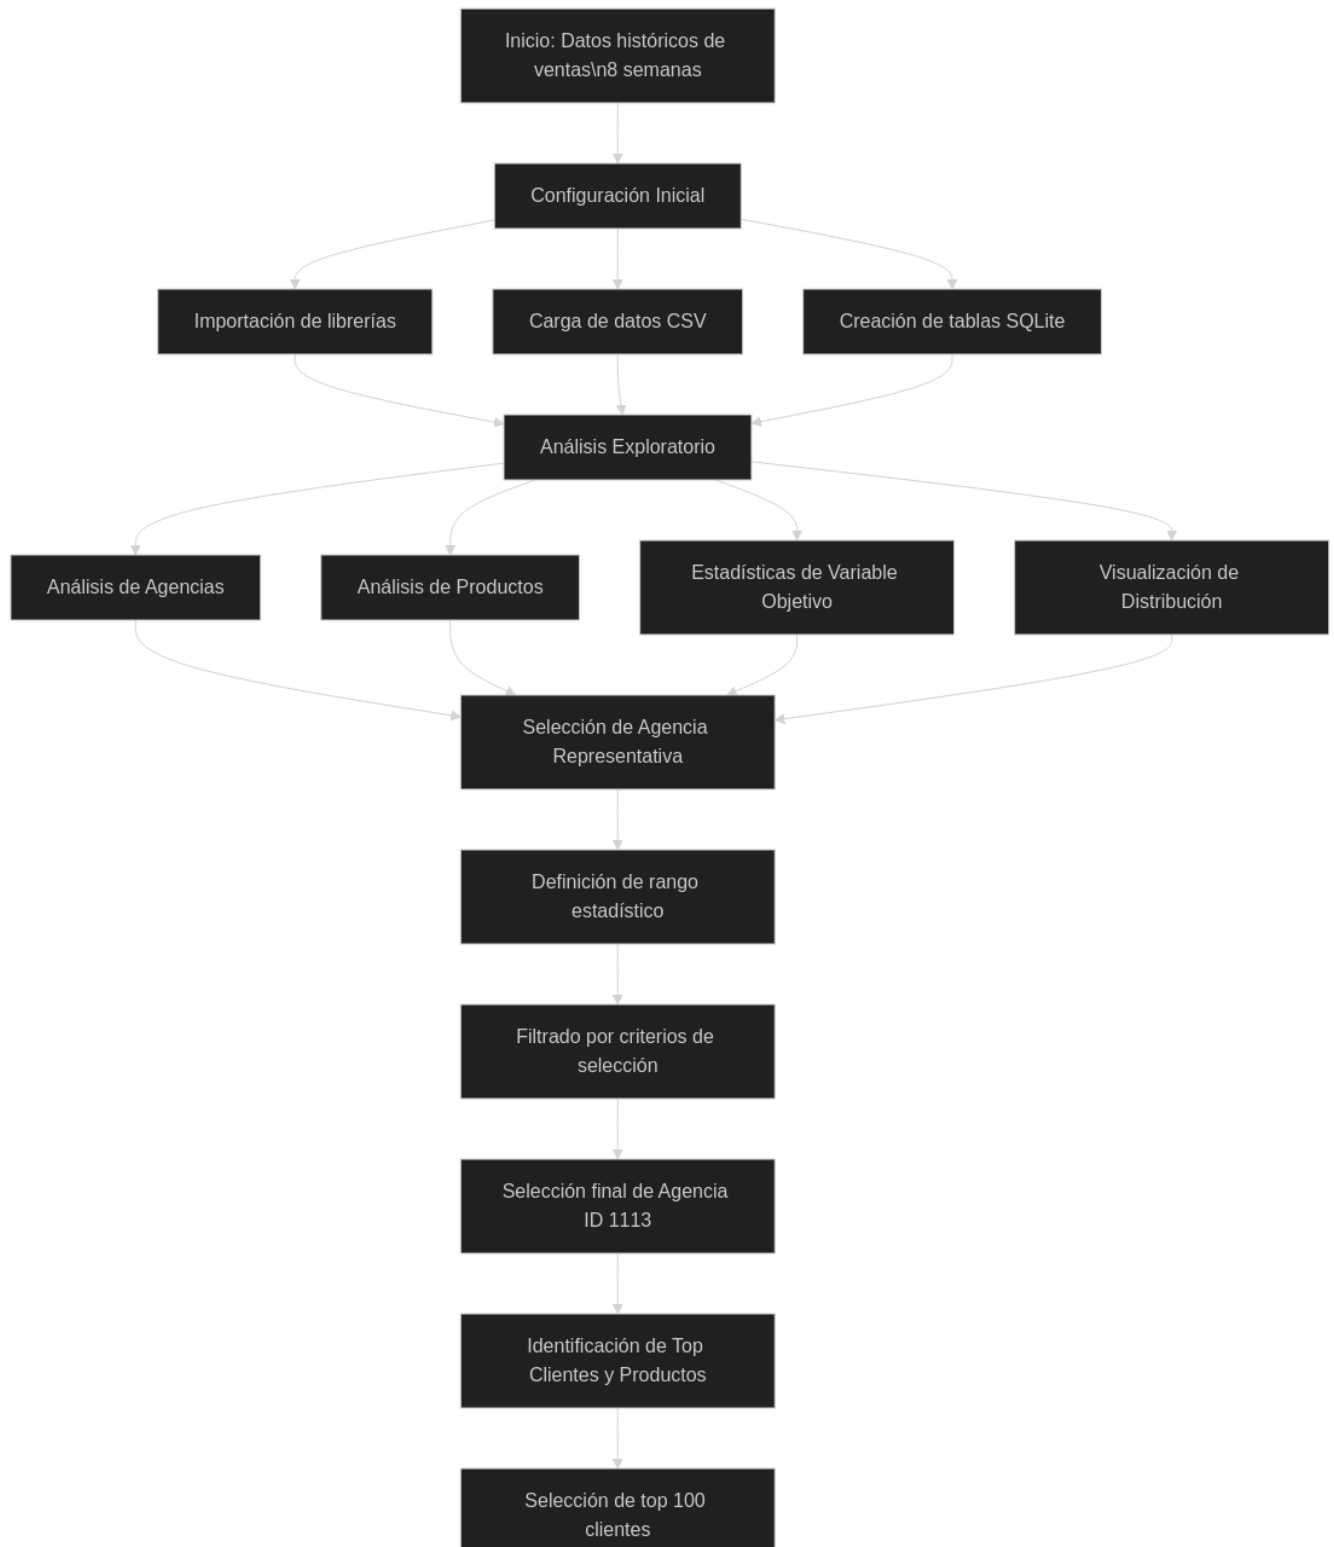 Inicio: Datos históricos de
ventas\n8 semanas
Configuración Inicial
Importación de librerías
Carga de datos CSV
Creación de tablas SQLite
Análisis Exploratorio
Análisis de Agencias
Análisis de Productos
Estadísticas de Variable
Objetivo
Visualización de
Distribución
Selección de Agencia
Representativa
Definición de rango
estadístico
Filtrado por criterios de
selección
Selección final de Agencia
ID 1113
Identificación de Top
Clientes y Productos
Selección de top 100
clientes